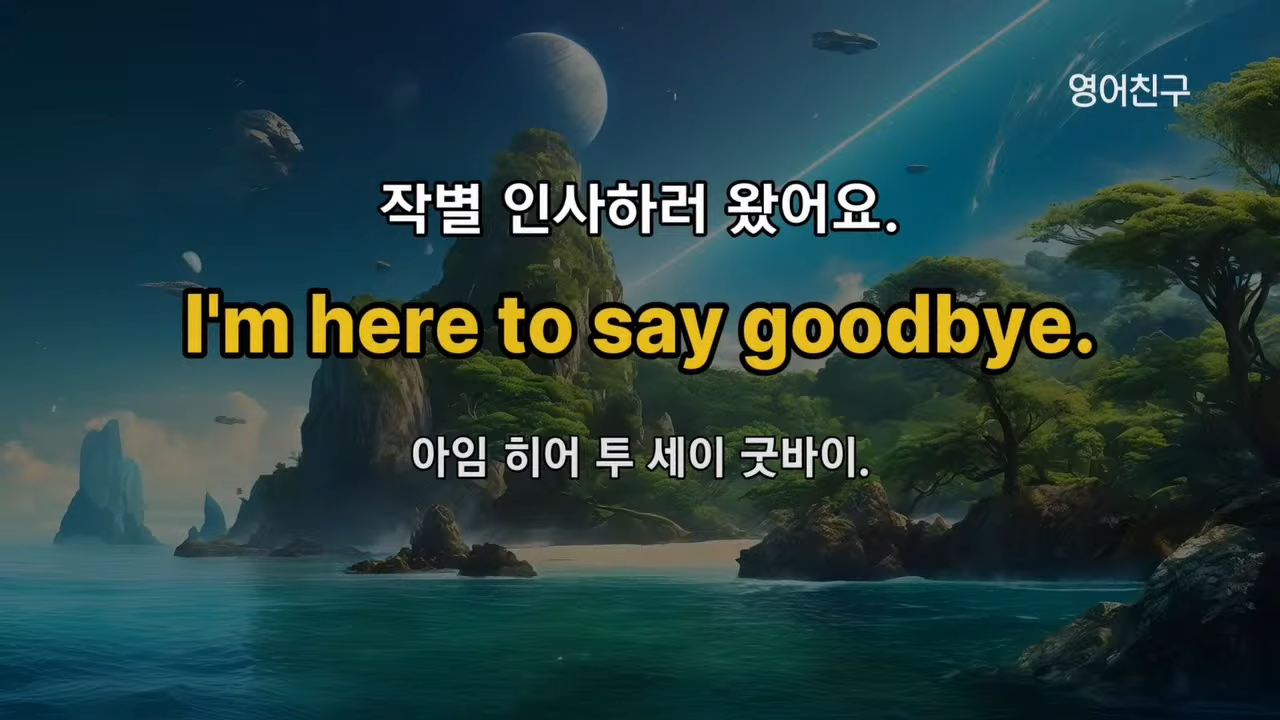 영어친구
작별 인사하러 왔어요.
I'm here to say goodbye.
아임 히어 투 세이 굿바이.